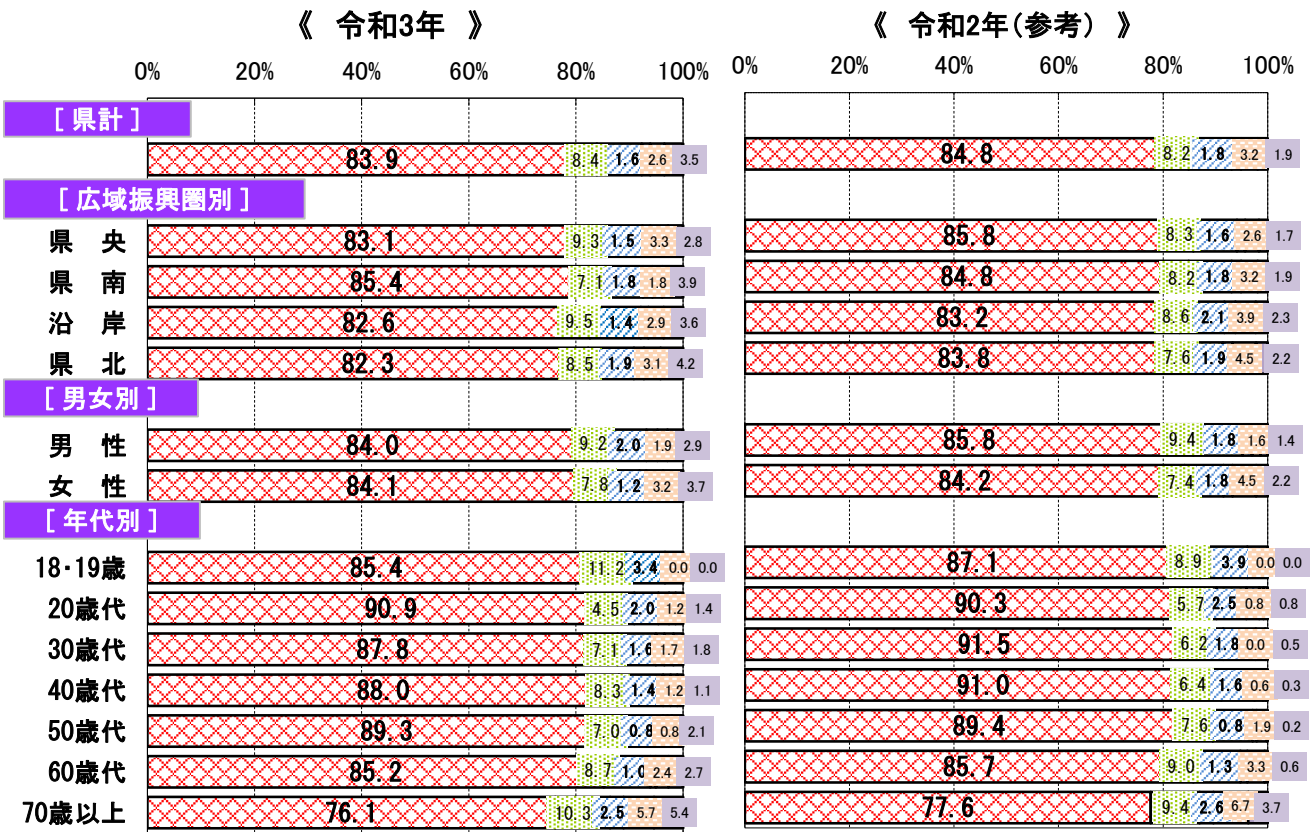 《 令和3年 》 《 令和2年(参考) 》
0% 20% 40% 60% 80% 100% 0% 20% 40% 60% 80% 100%
[ 県計 ]
83.9 8.4 1.6 2.6 3.5 84.8 8.2 1.8 3.2 1.9
[ 広域振興圏別 ]
県 央 83.1 9.3 1.5 3.3 2.8 85.8 8.3 1.6 2.6 1.7
県 南 85.4 7.1 1.8 1.8 3.9 84.8 8.2 1.8 3.2 1.9
沿 岸 82.6 9.5 1.4 2.9 3.6 83.2 8.6 2.1 3.9 2.3
県 北 82.3 8.5 1.9 3.1 4.2 83.8 7.6 1.9 4.5 2.2
[ 男女別 ]
男 性 84.0 9.2 2.0 1.9 2.9 85.8 9.4 1.8 1.6 1.4
女 性 84.1 7.8 1.2 3.2 3.7 84.2 7.4 1.8 4.5 2.2
[ 年代別 ]
18・19歳 85.4 11.2 3.4 0.0 0.0 87.1 8.9 3.9 0.0 0.0
20歳代 90.9 4.5 2.0 1.2 1.4 90.3 5.7 2.5 0.8 0.8
30歳代 87.8 7.1 1.6 1.7 1.8 91.5 6.2 1.8 0.0 0.5
40歳代 88.0 8.3 1.4 1.2 1.1 91.0 6.4 1.6 0.6 0.3
50歳代 89.3 7.0 0.8 0.8 2.1 89.4 7.6 0.8 1.9 0.2
60歳代 85.2 8.7 1.0 2.4 2.7 85.7 9.0 1.3 3.3 0.6
70歳以上 76.1 10.3 2.5 5.7 5.4 77.6 9.4 2.6 6.7 3.7